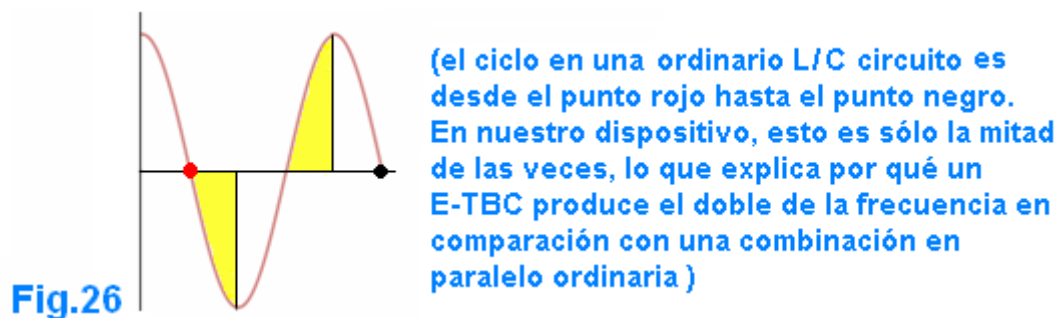 (el ciclo en una ordinario L/C circuito es
desde el punto rojo hasta el punto negro.
En nuestro dispositivo, esto es sólo la mitad
de las veces, lo que explica por qué un
E-TBC produce el doble de la frecuencia en
comparación con una combinación en
paralelo ordinaria )
Fig.26